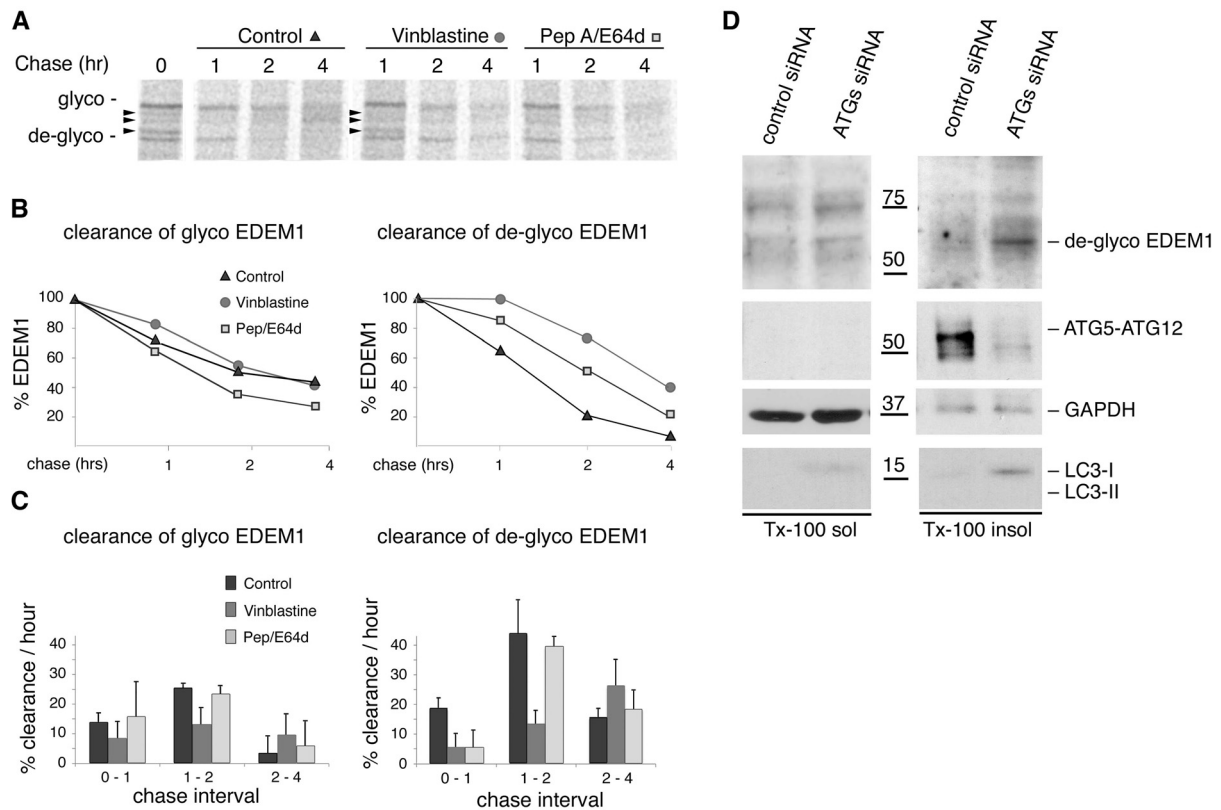 A
Control ▲ Vinblastine ● Pep A/E64d □
Chase (hr) 0 1 2 4 1 2 4 1 2 4
glyco -
de-glyco -
B
clearance of glyco EDEM1
Control
Vinblastine
Pep/E64d
% EDEM1
100
80
60
40
20
chase (hrs) 1 2 4
clearance of de-glyco EDEM1
% EDEM1
100
80
60
40
20
chase (hrs) 1 2 4
C
clearance of glyco EDEM1
Control
Vinblastine
Pep/E64d
% clearance / hour
40
30
20
10
0
0 - 1 1 - 2 2 - 4
chase interval
clearance of de-glyco EDEM1
% clearance / hour
40
30
20
10
0
0 - 1 1 - 2 2 - 4
chase interval
D
control siRNA
ATGs siRNA
control siRNA
ATGs siRNA
75
– de-glyco EDEM1
50
– ATG5-ATG12
50
37
– GAPDH
15
– LC3-I
– LC3-II
Tx-100 sol
Tx-100 insol